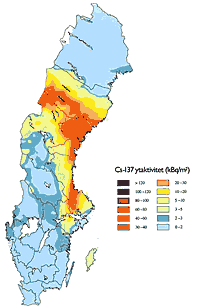 Cs-137 ytaktivitet (kBq/m²)
> 120 20 - 30
100 - 120 10 - 20
80 - 100 5 - 10
60 - 80 3 - 5
40 - 60 2 - 3
30 - 40 0 - 2